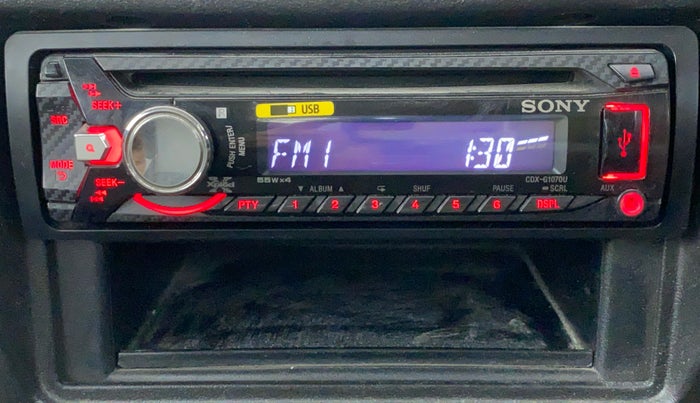 SEEK+
SRC
MODE
SEEK−
PUSH ENTER/
MENU
USB
SONY
FM1 1:30
55W×4
CDX-G1070U
▼ ALBUM ▲ SHUF PAUSE SCRL AUX
PTY 1 2 3 4 5 6 DSPL